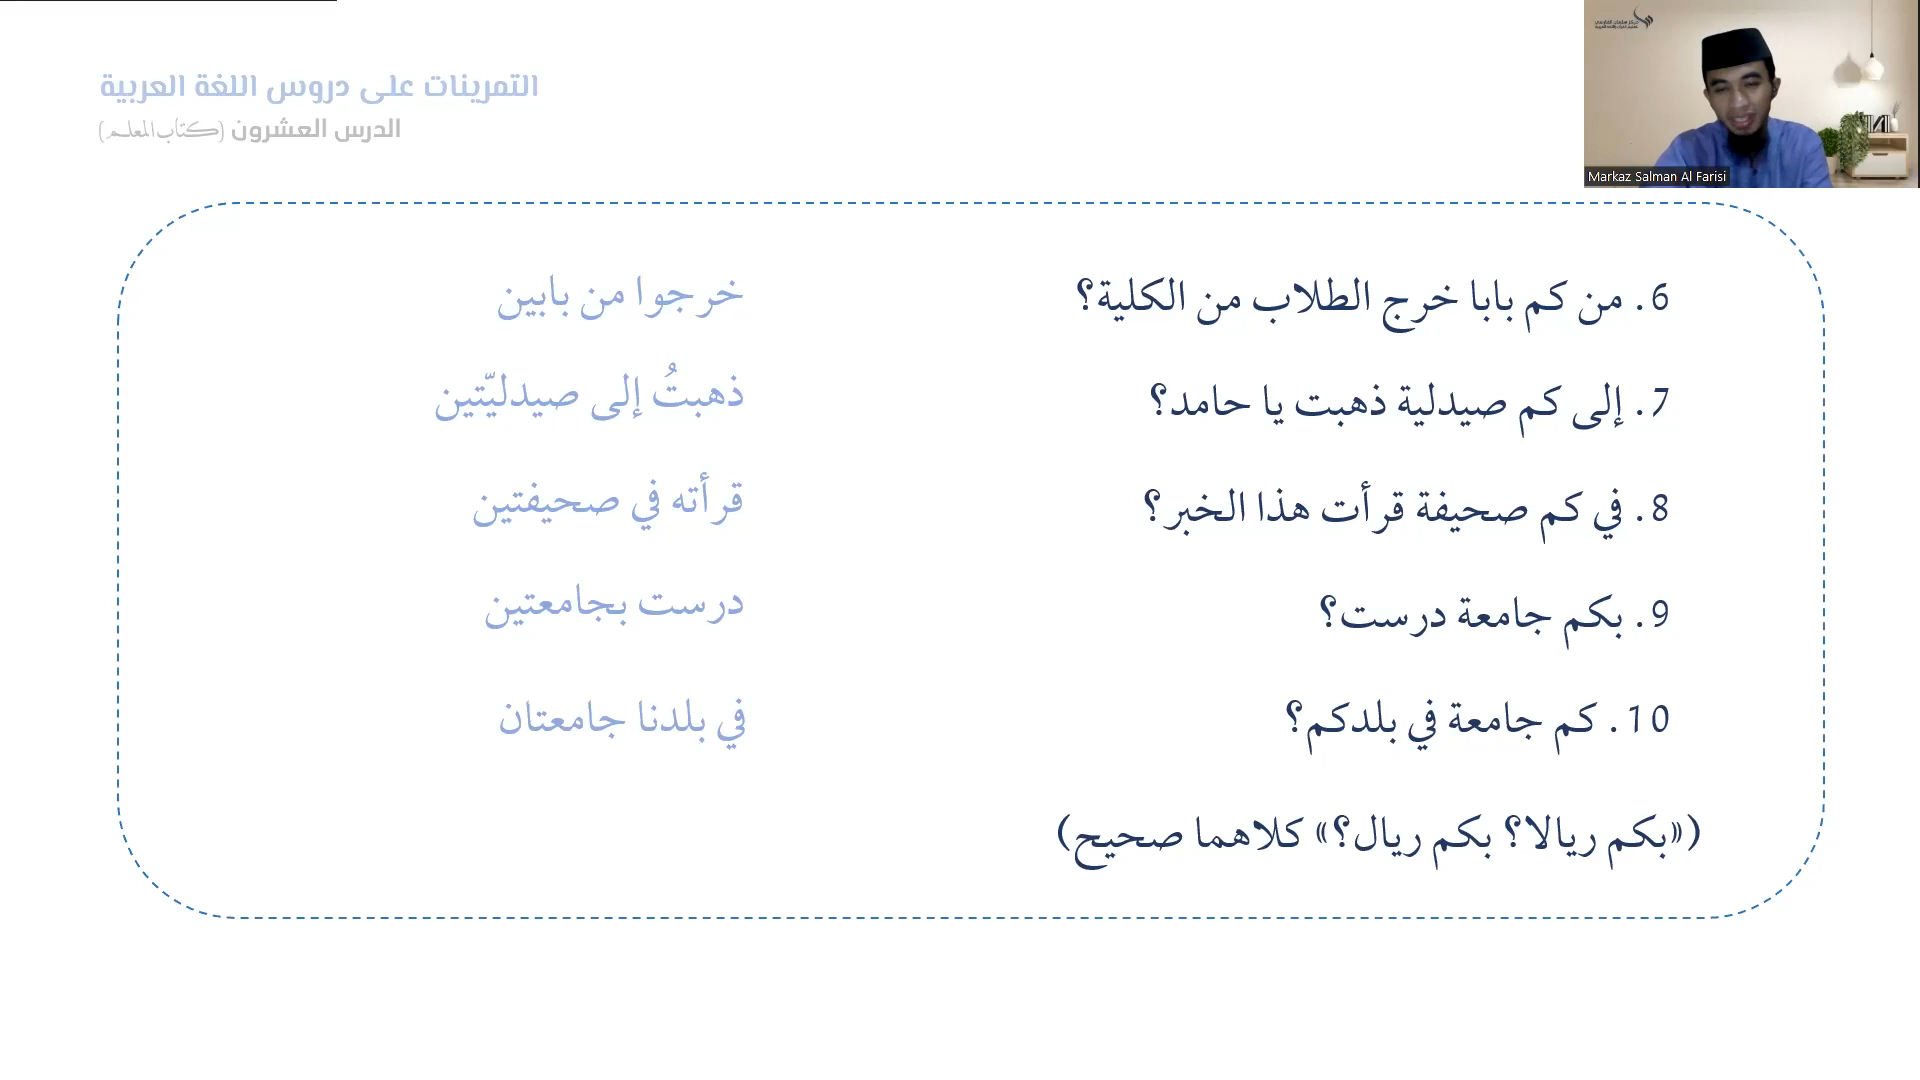 التمرينات على دروس اللغة العربية
الدرس العشرون (كتاب المعلم)
Markaz Salman Al Farisi
6. من كم بابا خرج الطلاب من الكلية؟
خرجوا من بابين
7. إلى كم صيدلية ذهبت يا حامد؟
ذهبتُ إلى صيدليّتين
8. في كم صحيفة قرأت هذا الخبر؟
قرأته في صحيفتين
9. بكم جامعة درست؟
درست بجامعتين
10. كم جامعة في بلدكم؟
في بلدنا جامعتان
(«بكم ريالا؟ بكم ريال؟» كلاهما صحيح)